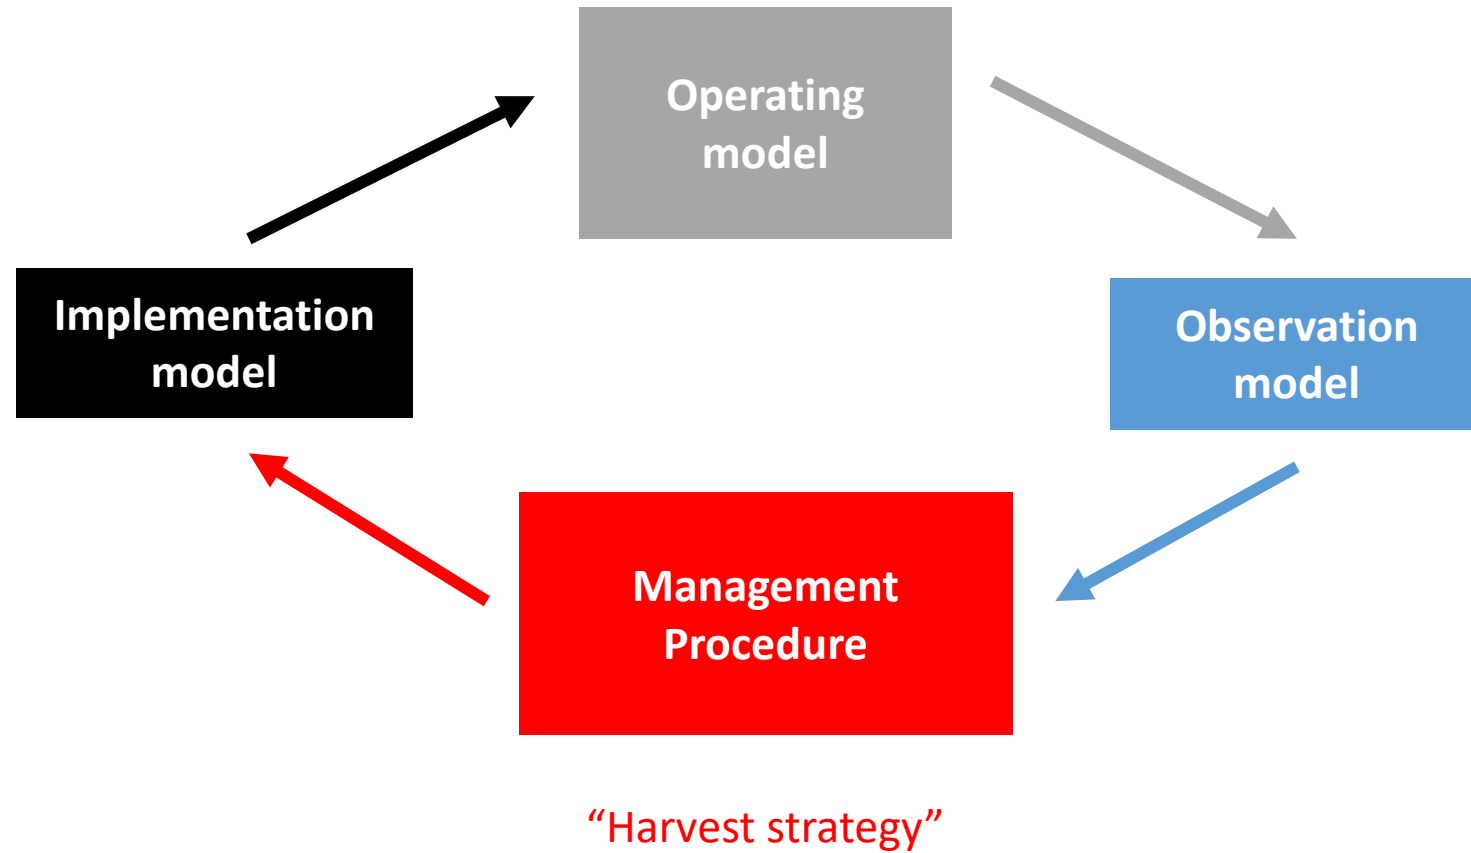 Operating
model
Implementation
model
Observation
model
Management
Procedure
“Harvest strategy”